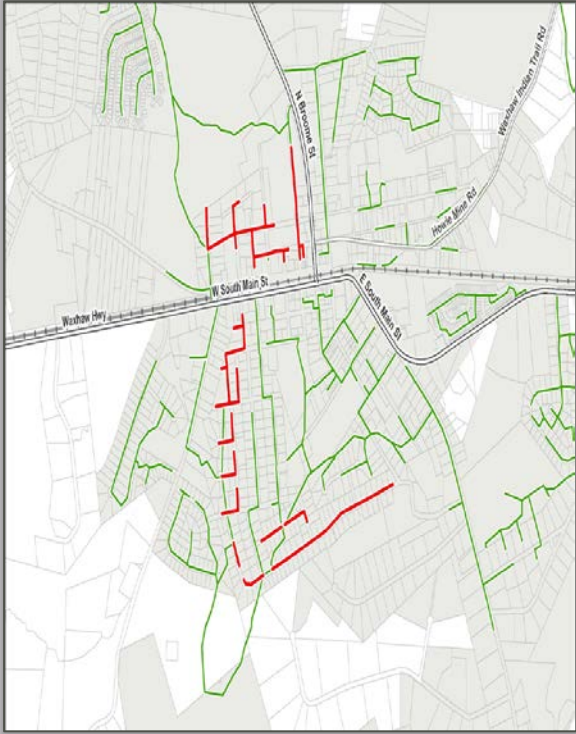 N Broome St
Waxhaw Indian Trail Rd
Howie Mine Rd
W South Main St
E South Main St
Waxhaw Hwy